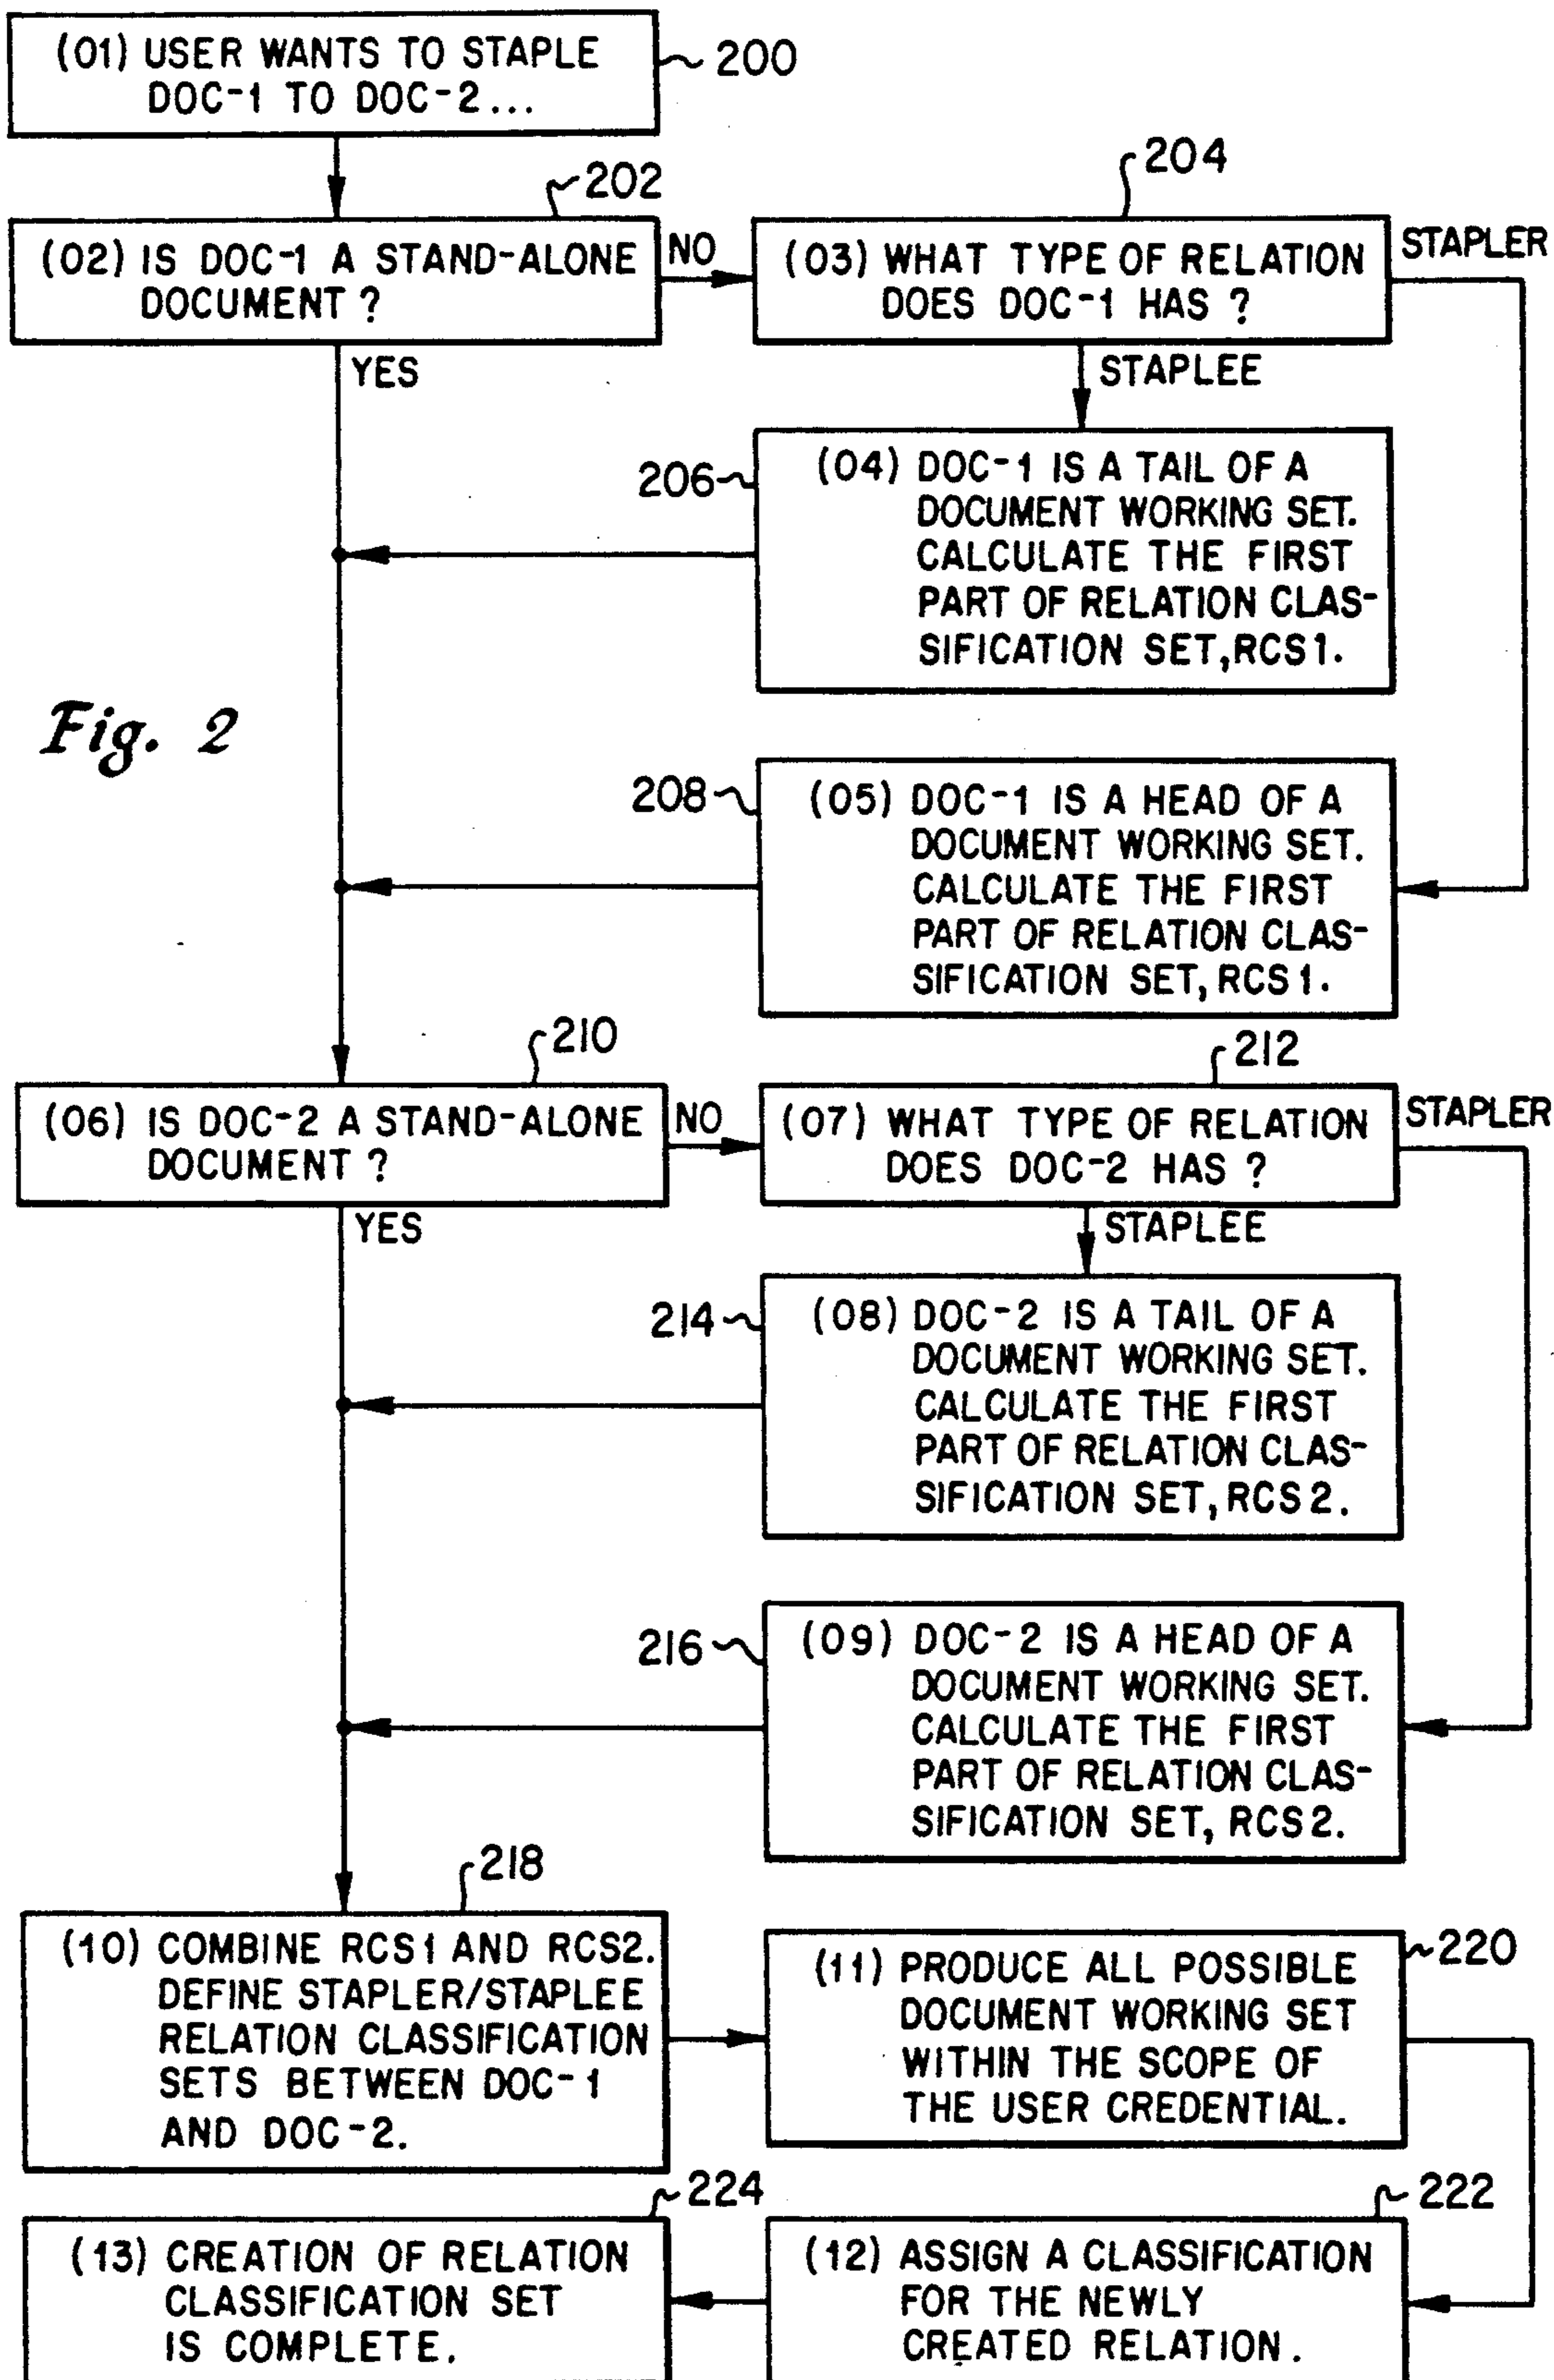 (01) USER WANTS TO STAPLE
DOC-1 TO DOC-2...
200
202
204
(02) IS DOC-1 A STAND-ALONE
DOCUMENT ?
NO
(03) WHAT TYPE OF RELATION
DOES DOC-1 HAS ?
STAPLER
YES
STAPLEE
206
(04) DOC-1 IS A TAIL OF A
DOCUMENT WORKING SET.
CALCULATE THE FIRST
PART OF RELATION CLAS-
SIFICATION SET,RCS1.
Fig. 2
208
(05) DOC-1 IS A HEAD OF A
DOCUMENT WORKING SET.
CALCULATE THE FIRST
PART OF RELATION CLAS-
SIFICATION SET, RCS1.
210
212
(06) IS DOC-2 A STAND-ALONE
DOCUMENT ?
NO
(07) WHAT TYPE OF RELATION
DOES DOC-2 HAS ?
STAPLER
YES
STAPLEE
214
(08) DOC-2 IS A TAIL OF A
DOCUMENT WORKING SET.
CALCULATE THE FIRST
PART OF RELATION CLAS-
SIFICATION SET, RCS2.
216
(09) DOC-2 IS A HEAD OF A
DOCUMENT WORKING SET.
CALCULATE THE FIRST
PART OF RELATION CLAS-
SIFICATION SET, RCS2.
218
(10) COMBINE RCS1 AND RCS2.
DEFINE STAPLER/STAPLEE
RELATION CLASSIFICATION
SETS BETWEEN DOC-1
AND DOC-2.
220
(11) PRODUCE ALL POSSIBLE
DOCUMENT WORKING SET
WITHIN THE SCOPE OF
THE USER CREDENTIAL.
224
222
(13) CREATION OF RELATION
CLASSIFICATION SET
IS COMPLETE.
(12) ASSIGN A CLASSIFICATION
FOR THE NEWLY
CREATED RELATION.